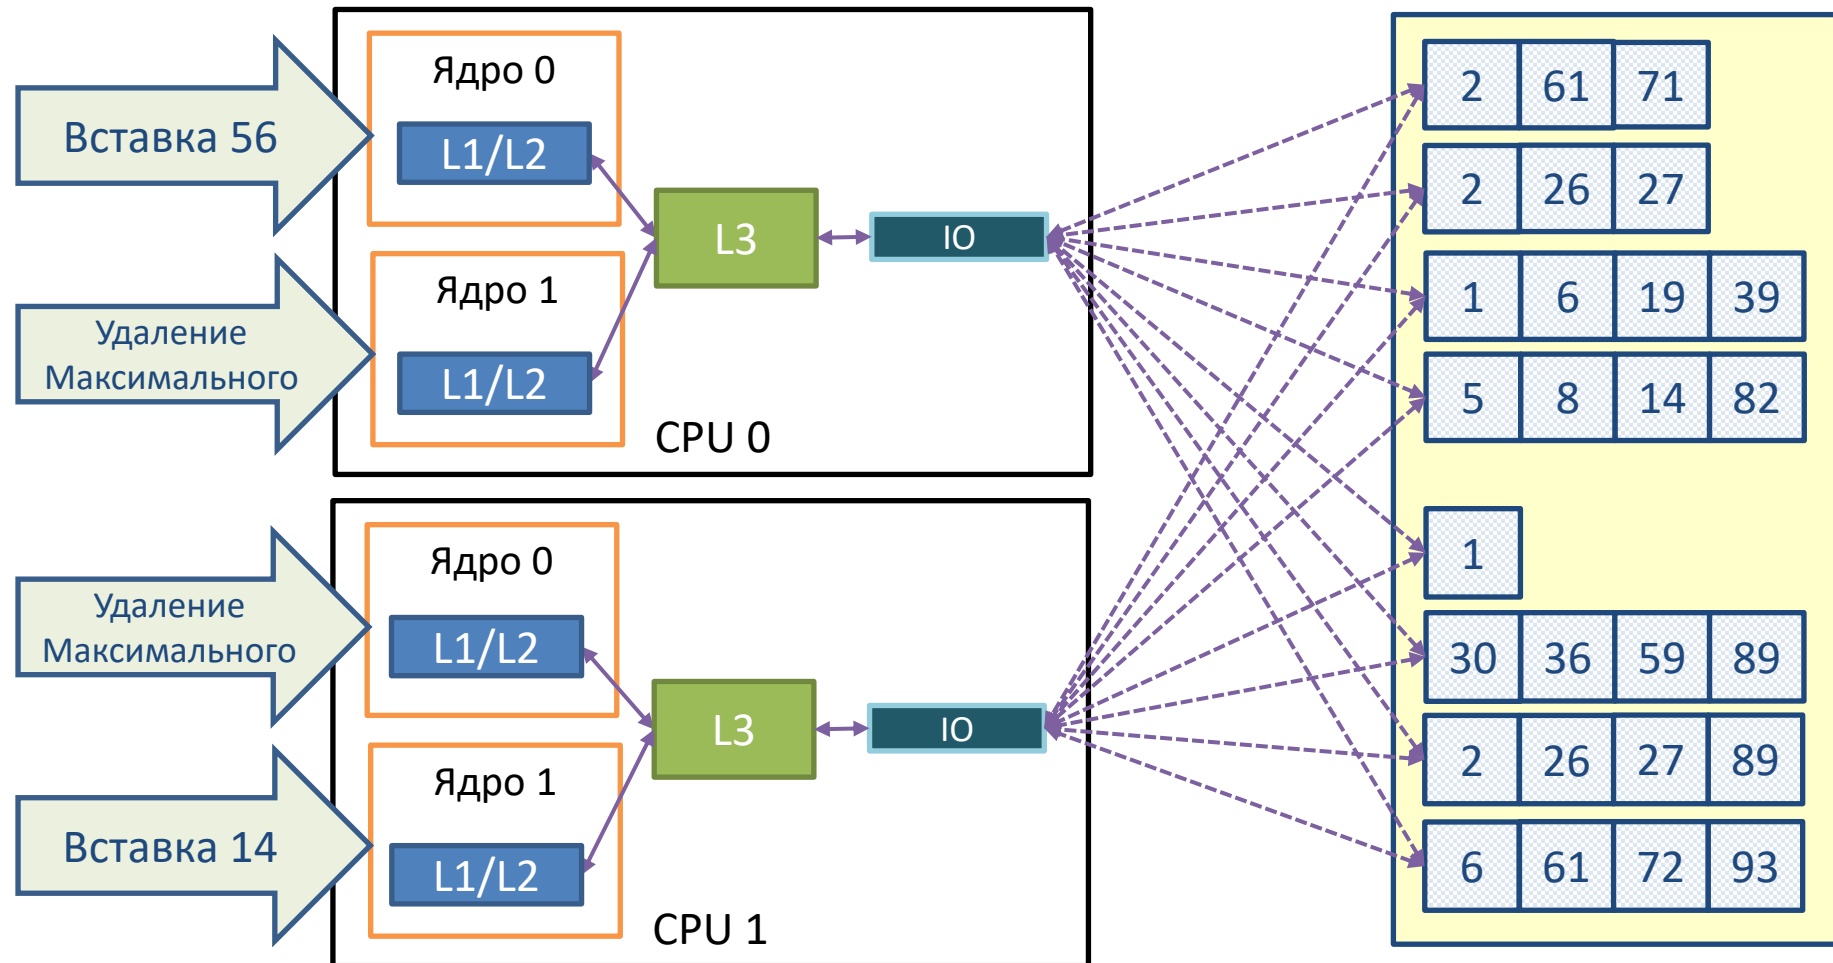 Вставка 56
Удаление
Максимального
Удаление
Максимального
Вставка 14
Ядро 0
L1/L2
Ядро 1
L1/L2
L3
IO
CPU 0
Ядро 0
L1/L2
Ядро 1
L1/L2
L3
IO
CPU 1
2 61 71
2 26 27
1 6 19 39
5 8 14 82
1
30 36 59 89
2 26 27 89
6 61 72 93